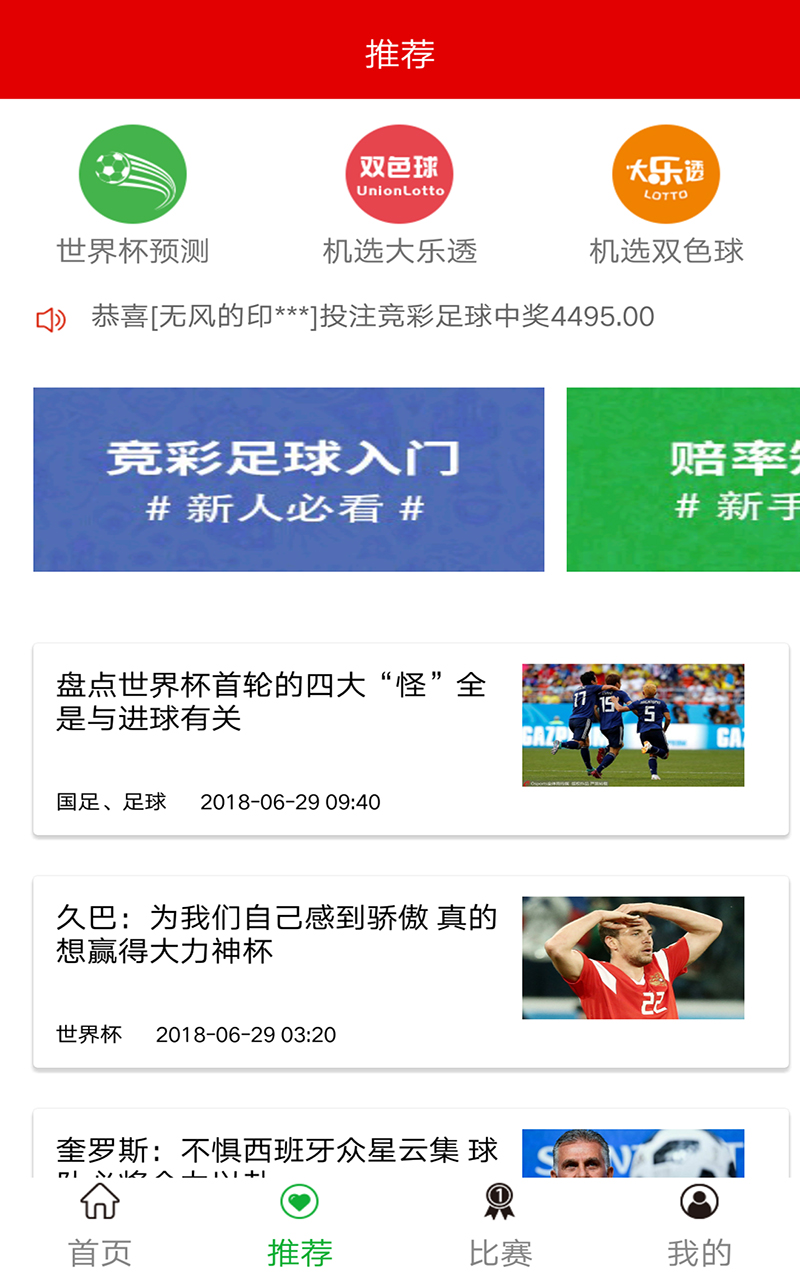 推荐
双色球
UnionLotto
大乐透
LOTTO
世界杯预测
机选大乐透
机选双色球
恭喜[无风的印***]投注竞彩足球中奖4495.00
竞彩足球入门
# 新人必看 #
赔率
# 新手
盘点世界杯首轮的四大“怪”全
是与进球有关
国足、足球 2018-06-29 09:40
17
15
5
GAZPR
GAZ
久巴：为我们自己感到骄傲 真的
想赢得大力神杯
世界杯 2018-06-29 03:20
22
奎罗斯：不惧西班牙众星云集 球
首页
推荐
1
比赛
我的